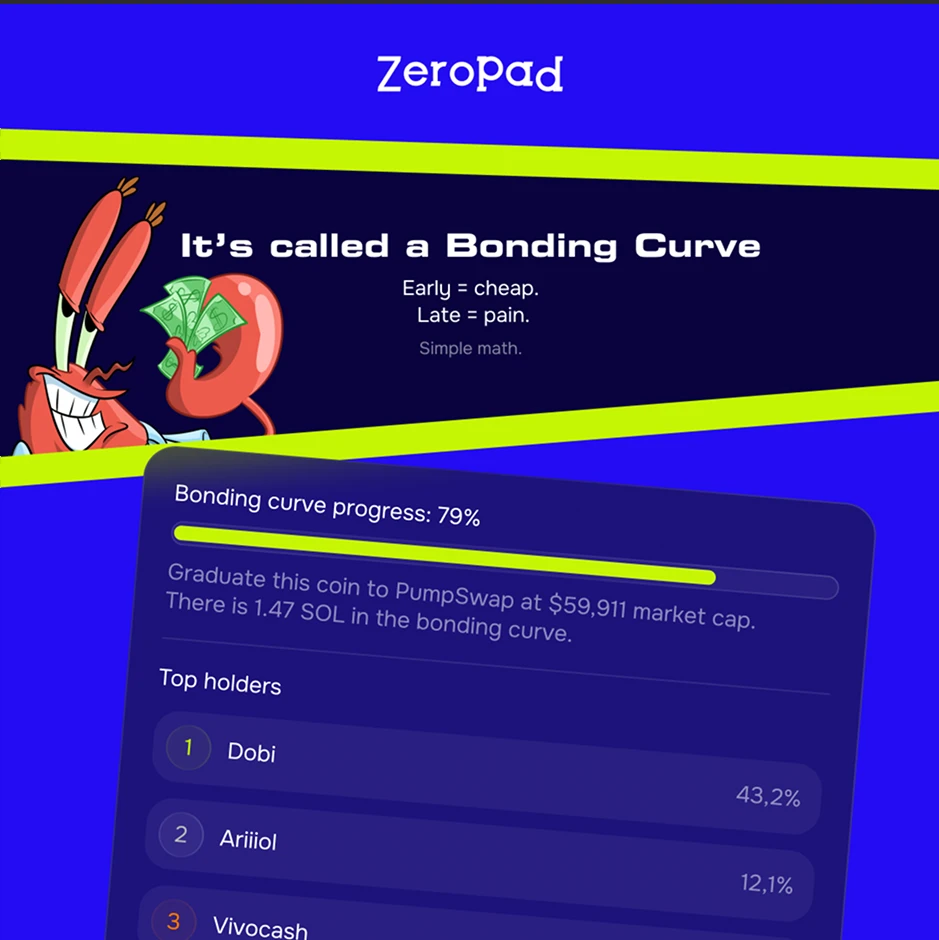 ZeroPad
It's called a Bonding Curve
Early = cheap.
Late = pain.
Simple math.
Bonding curve progress: 79%
Graduate this coin to PumpSwap at $59,911 market cap.
There is 1.47 SOL in the bonding curve.
Top holders
1 Dobi 43,2%
2 Ariiiol 12,1%
3 Vivocash